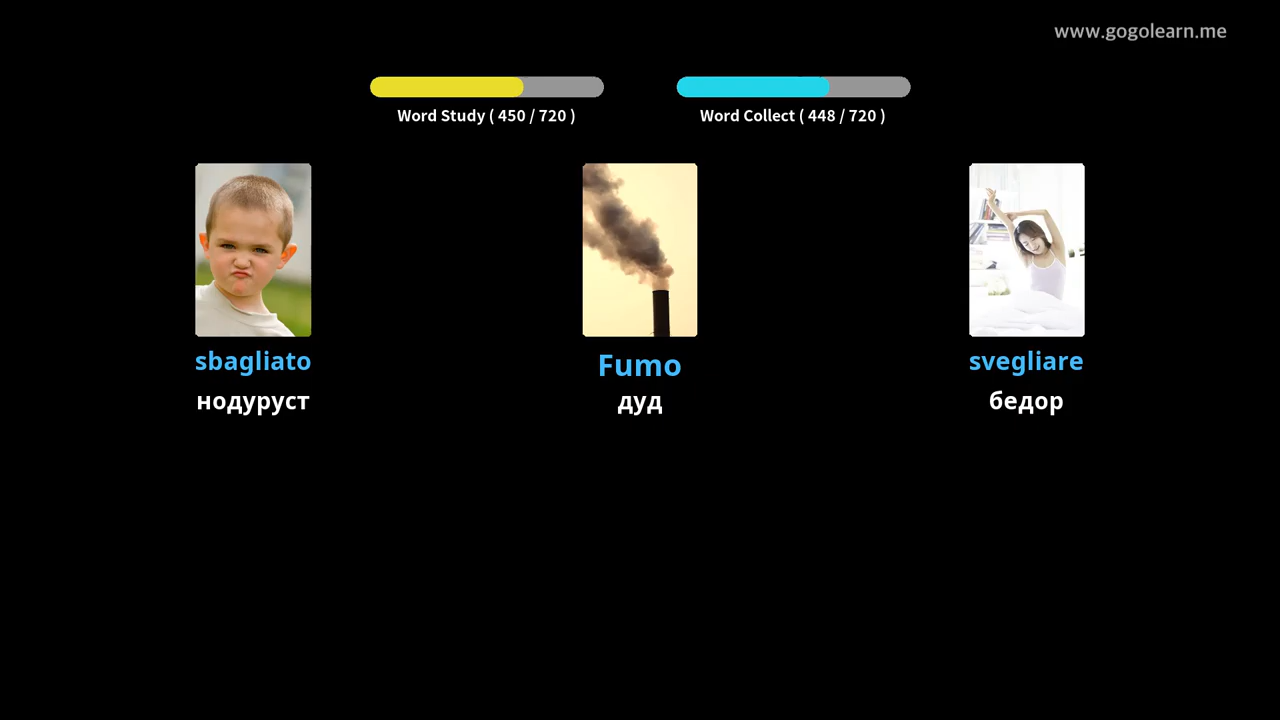 www.gogolearn.me
Word Study ( 450 / 720 )
Word Collect ( 448 / 720 )
sbagliato
Fumo
svegliare
нодуруст
дуд
бедор